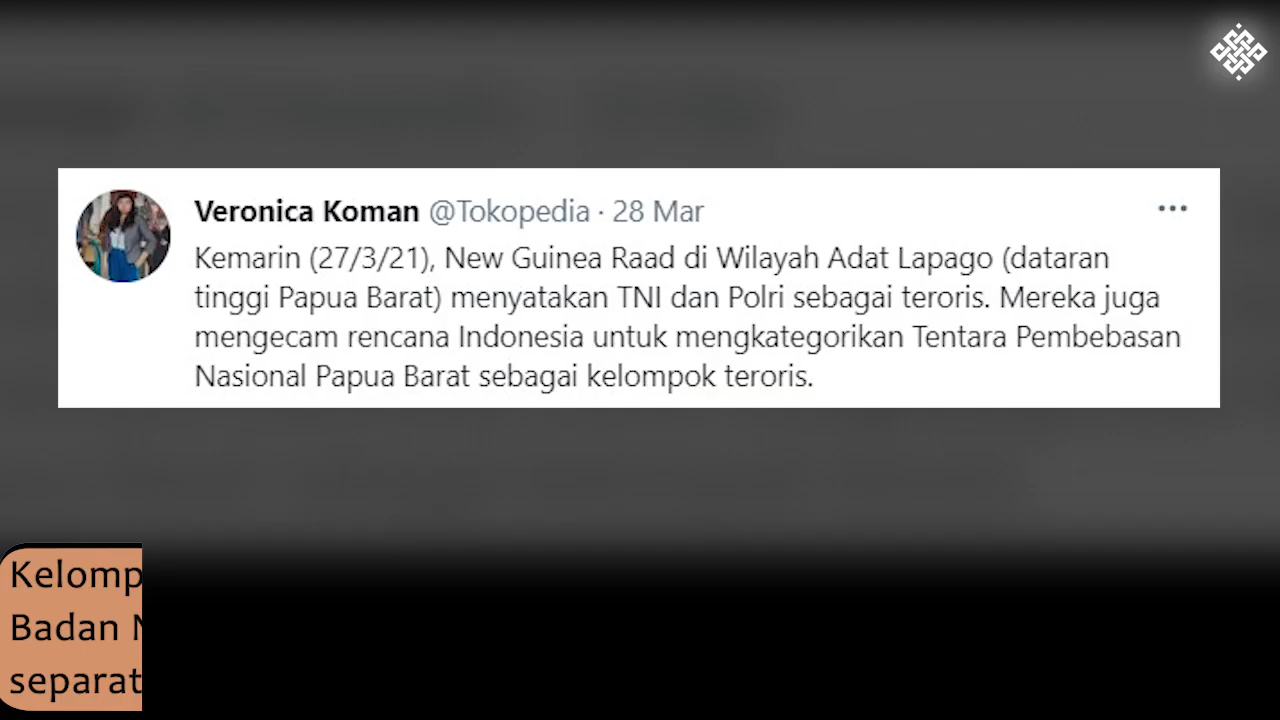 Veronica Koman @Tokopedia · 28 Mar
Kemarin (27/3/21), New Guinea Raad di Wilayah Adat Lapago (dataran
tinggi Papua Barat) menyatakan TNI dan Polri sebagai teroris. Mereka juga
mengecam rencana Indonesia untuk mengkategorikan Tentara Pembebasan
Nasional Papua Barat sebagai kelompok teroris.
Kelomp
Badan
separat